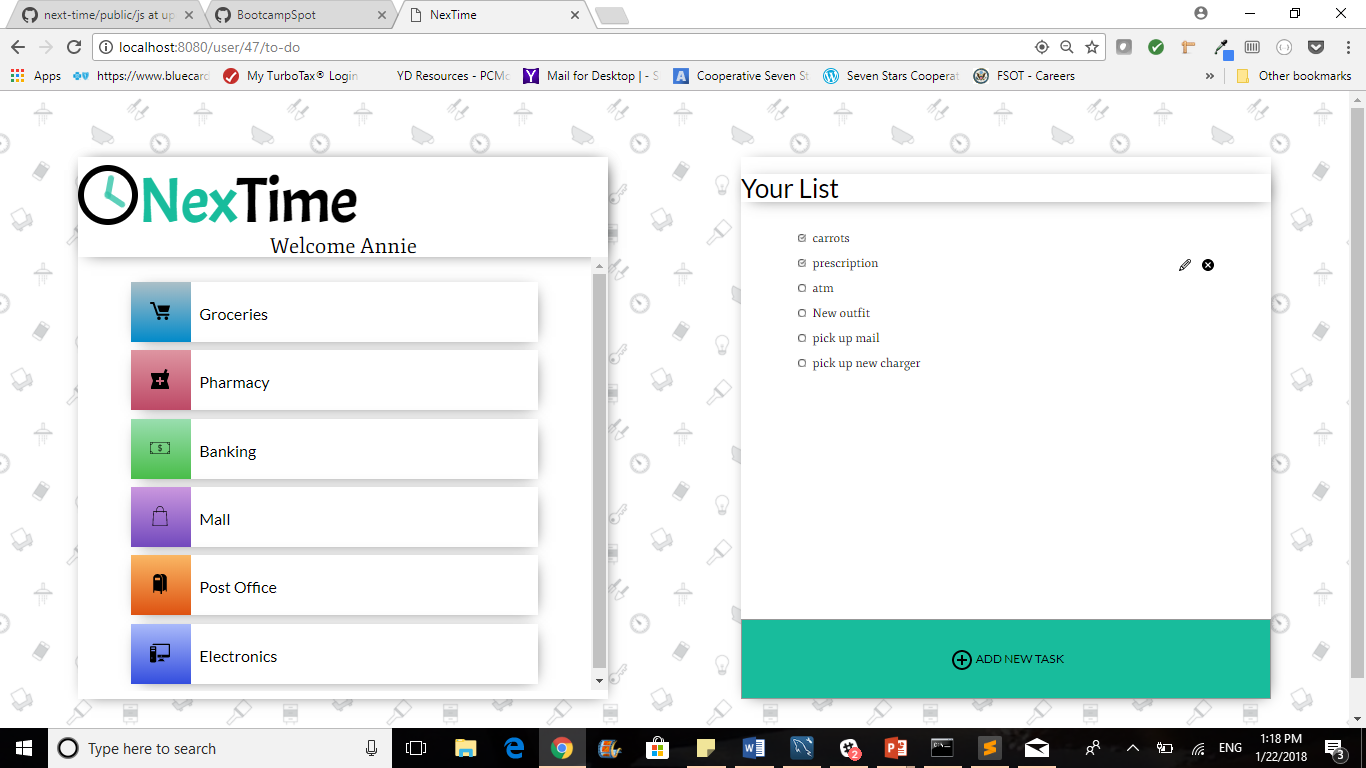 next-time/public/js at up
BootcampSpot
NexTime
localhost:8080/user/47/to-do
Apps
https://www.bluecard
My TurboTax® Login
YD Resources - PCMc
Mail for Desktop | - S
Cooperative Seven St
Seven Stars Cooperat
FSOT - Careers
»
Other bookmarks
NexTime
Welcome Annie
Groceries
Pharmacy
Banking
Mall
Post Office
Electronics
Your List
carrots
prescription
atm
New outfit
pick up mail
pick up new charger
ADD NEW TASK
Type here to search
2
ENG
1:18 PM
1/22/2018
3